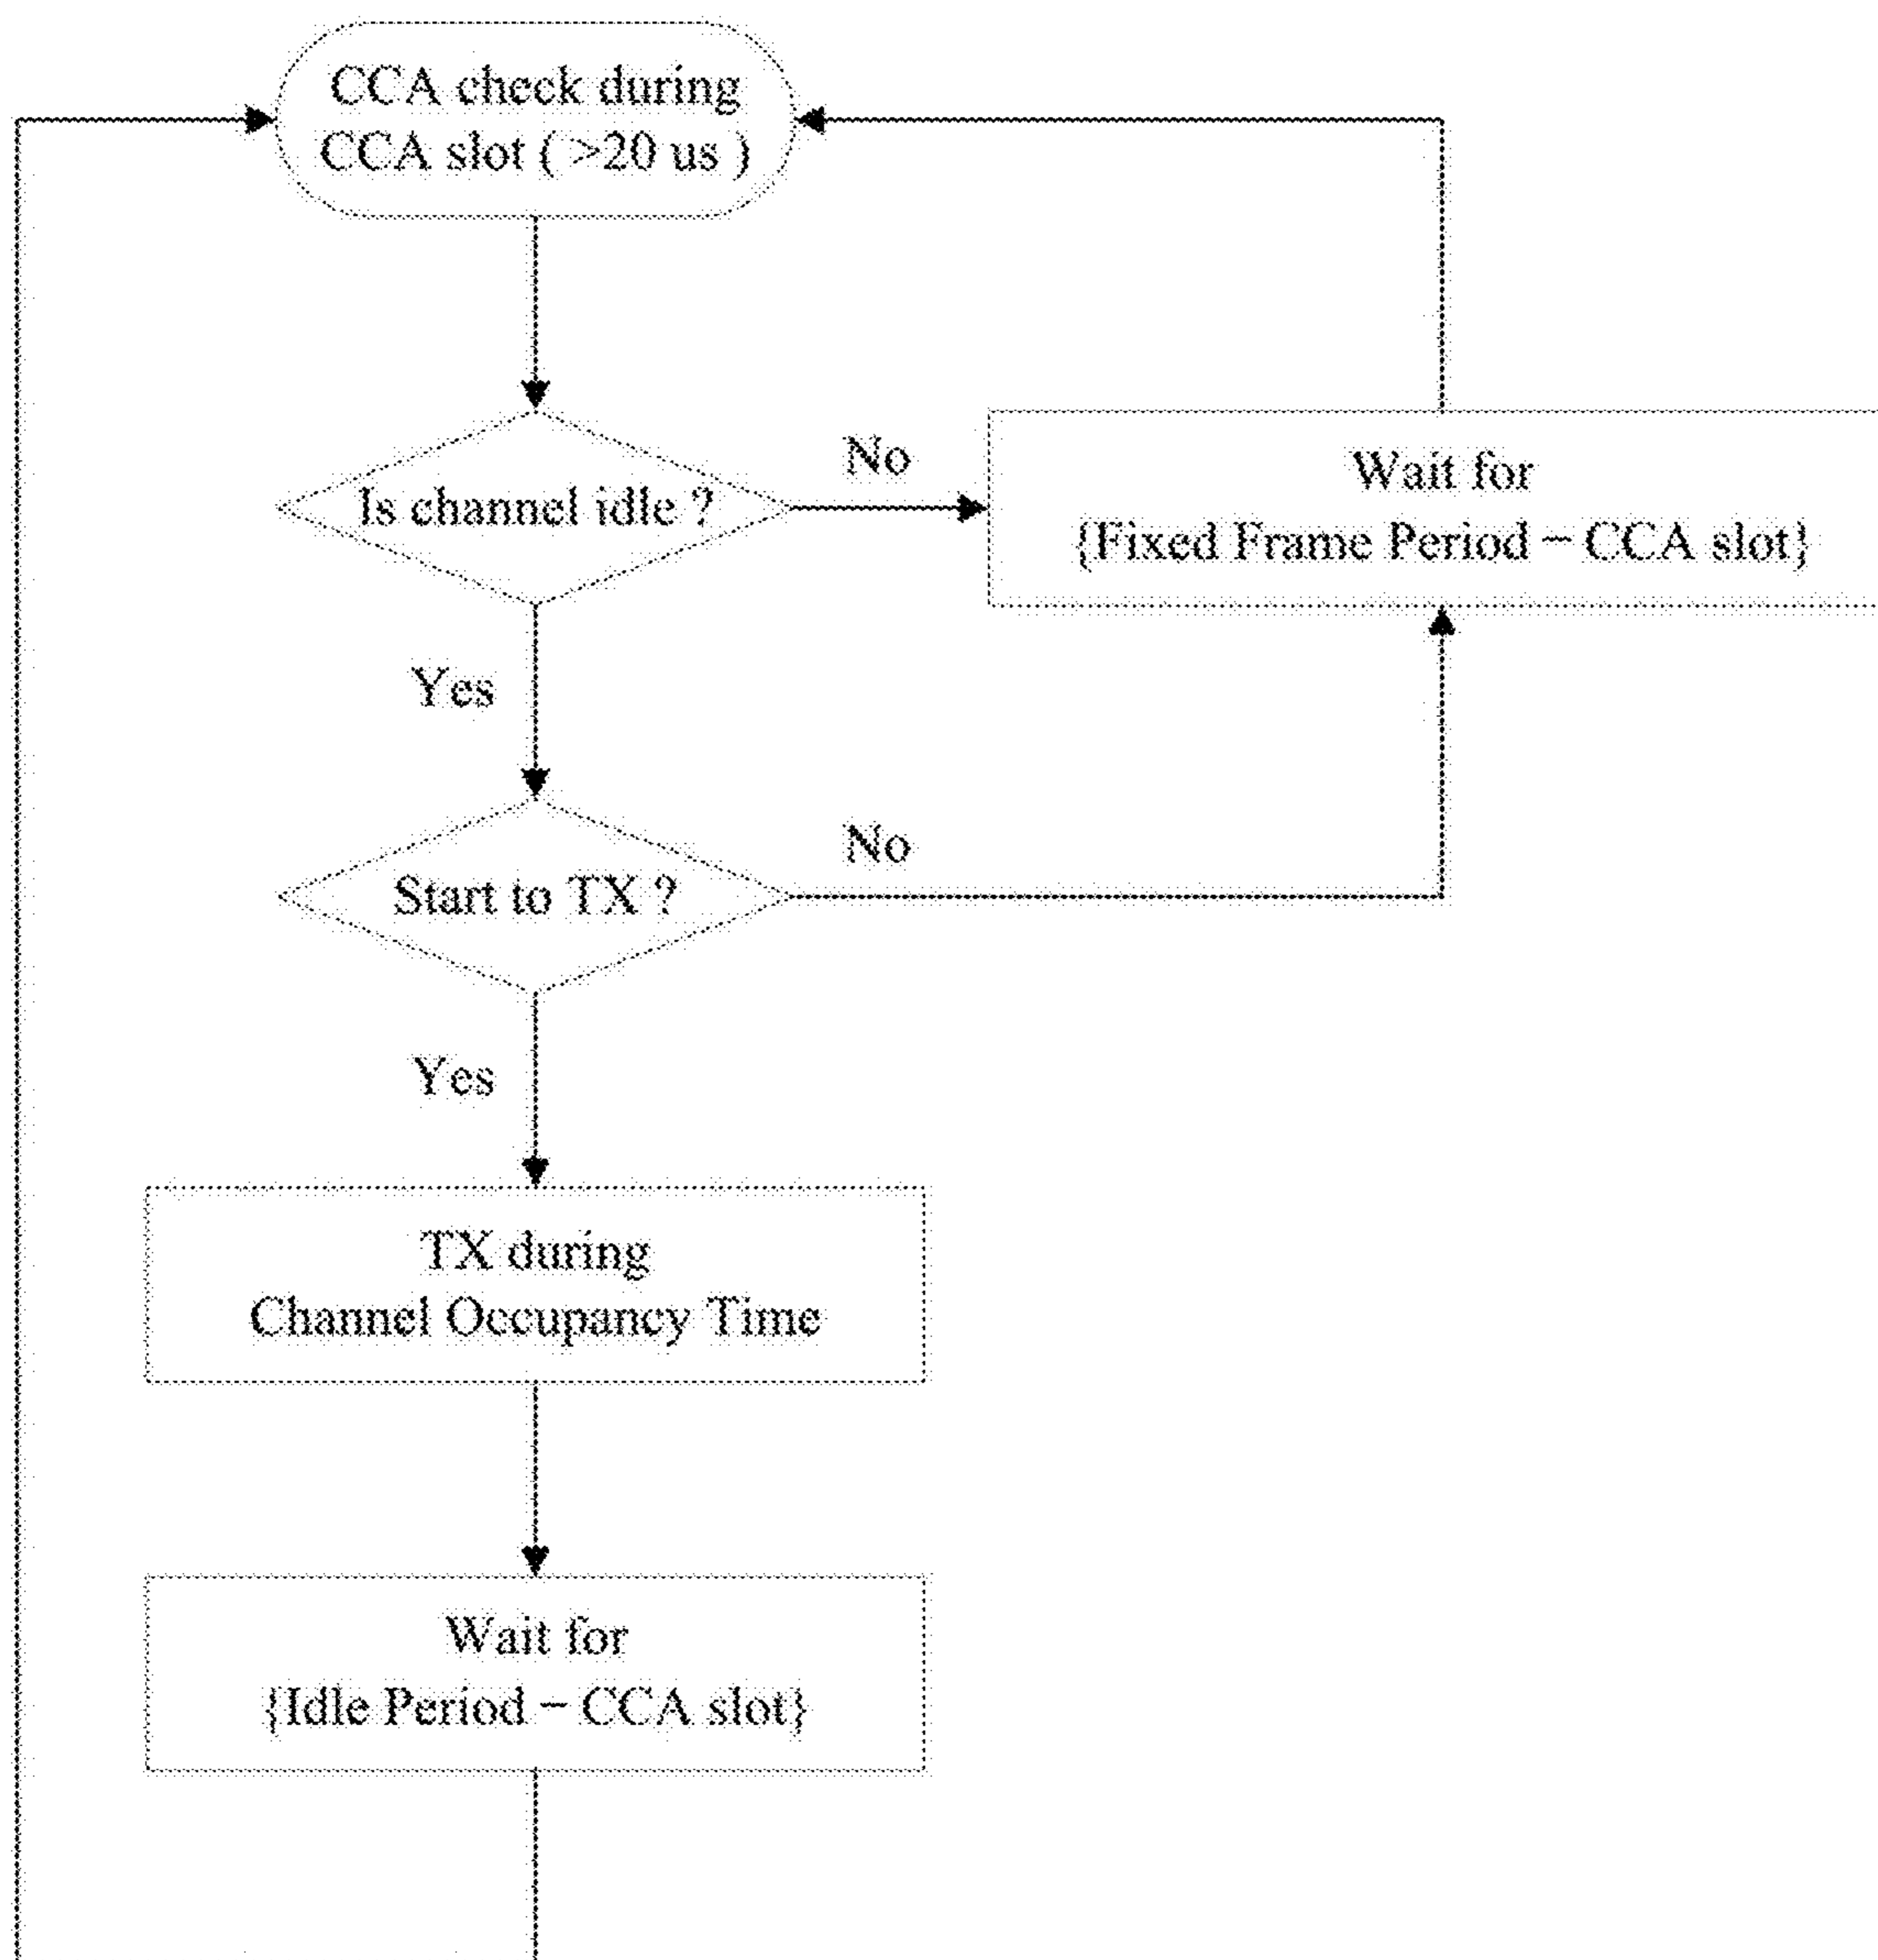 CCA check during
CCA slot ( >20 us )
Is channel idle ?
No
Wait for
{Fixed Frame Period − CCA slot}
Yes
Start to TX ?
No
Yes
TX during
Channel Occupancy Time
Wait for
{Idle Period − CCA slot}